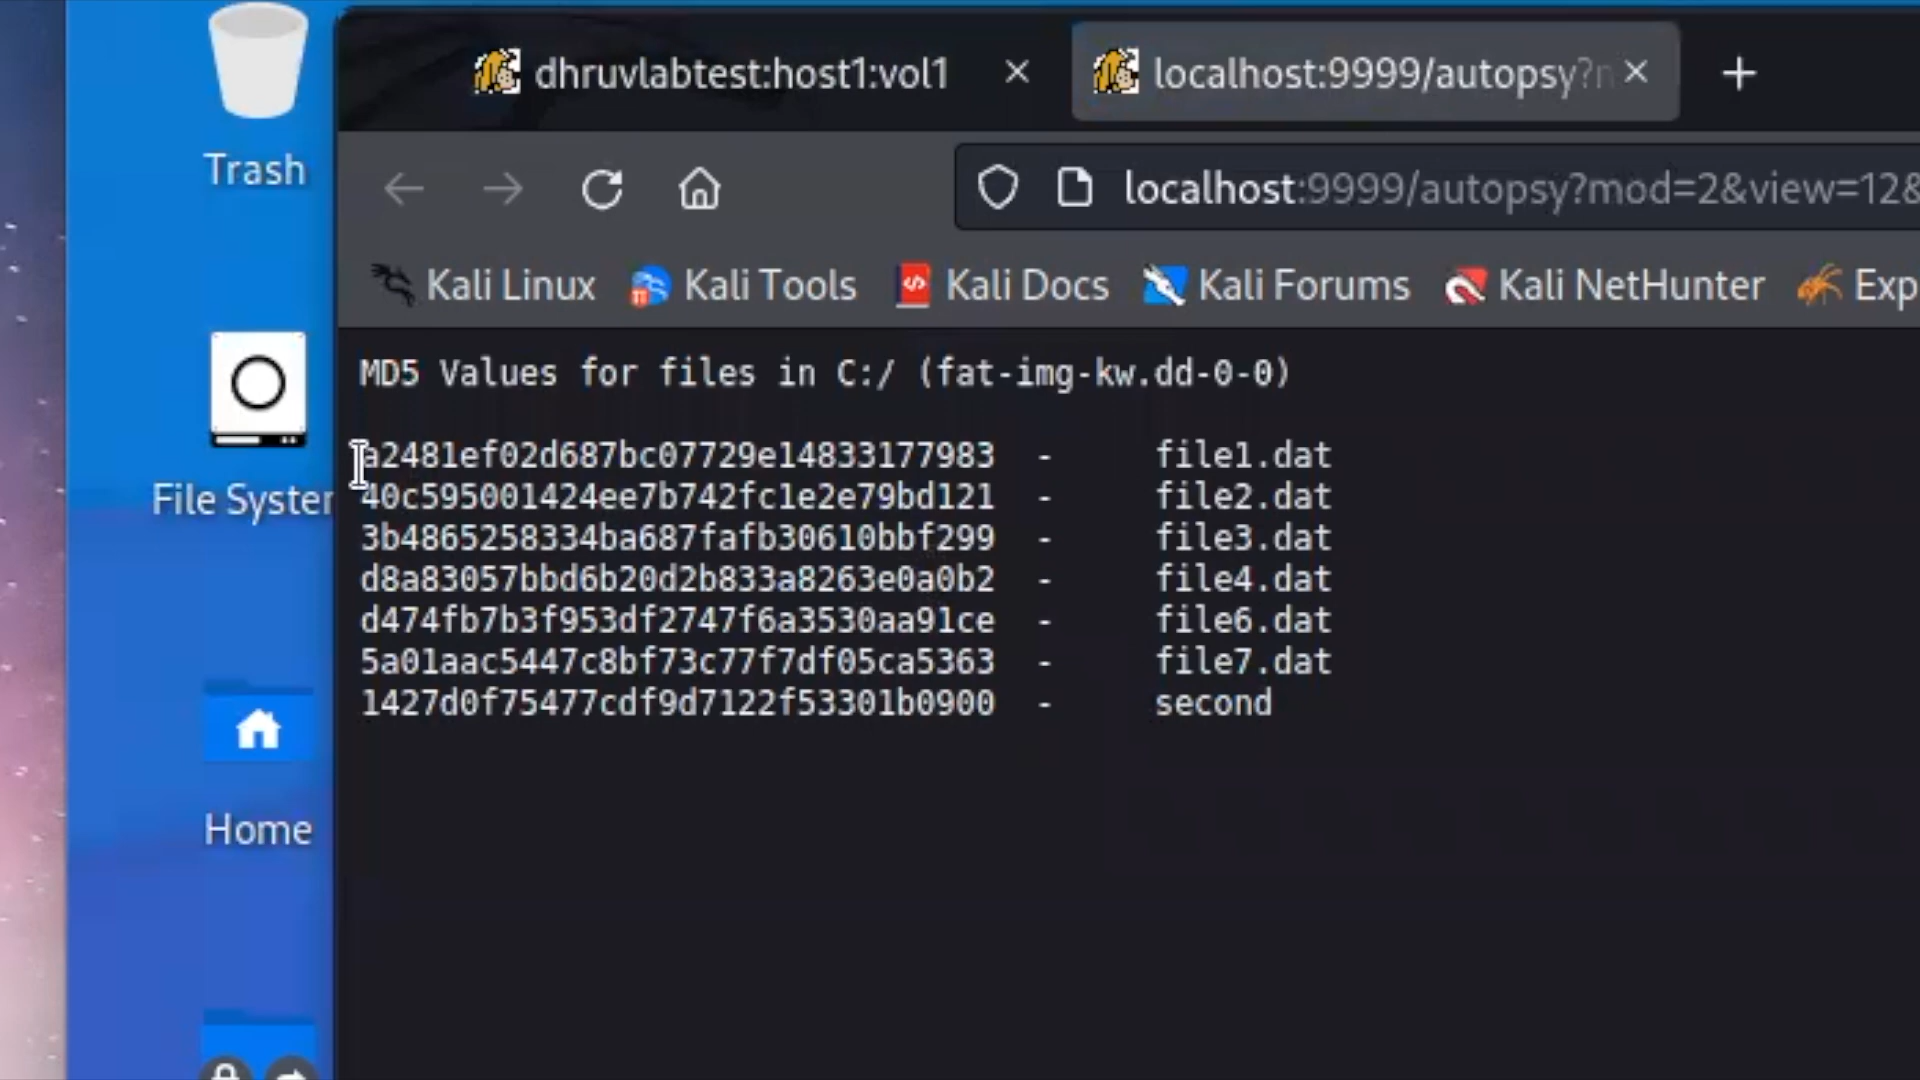 dhruvlabtest:host1:vol1
localhost:9999/autopsy?n
Trash
localhost:9999/autopsy?mod=2&view=12&
Kali Linux
Kali Tools
Kali Docs
Kali Forums
Kali NetHunter
Exp
MD5 Values for files in C:/ (fat-img-kw.dd-0-0)
a2481ef02d687bc07729e14833177983 - file1.dat
40c595001424ee7b742fc1e2e79bd121 - file2.dat
3b4865258334ba687fafb30610bbf299 - file3.dat
d8a83057bbd6b20d2b833a8263e0a0b2 - file4.dat
d474fb7b3f953df2747f6a3530aa91ce - file6.dat
5a01aac5447c8bf73c77f7df05ca5363 - file7.dat
1427d0f75477cdf9d7122f53301b0900 - second
File System
Home